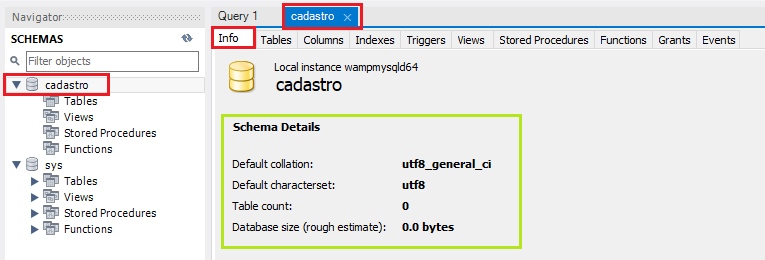 Navigator
SCHEMAS
Filter objects
cadastro
Tables
Views
Stored Procedures
Functions
sys
Tables
Views
Stored Procedures
Functions
Query 1
cadastro ×
Info Tables Columns Indexes Triggers Views Stored Procedures Functions Grants Events
Local instance wampmysqld64
cadastro
Schema Details
Default collation: utf8_general_ci
Default characterset: utf8
Table count: 0
Database size (rough estimate): 0.0 bytes